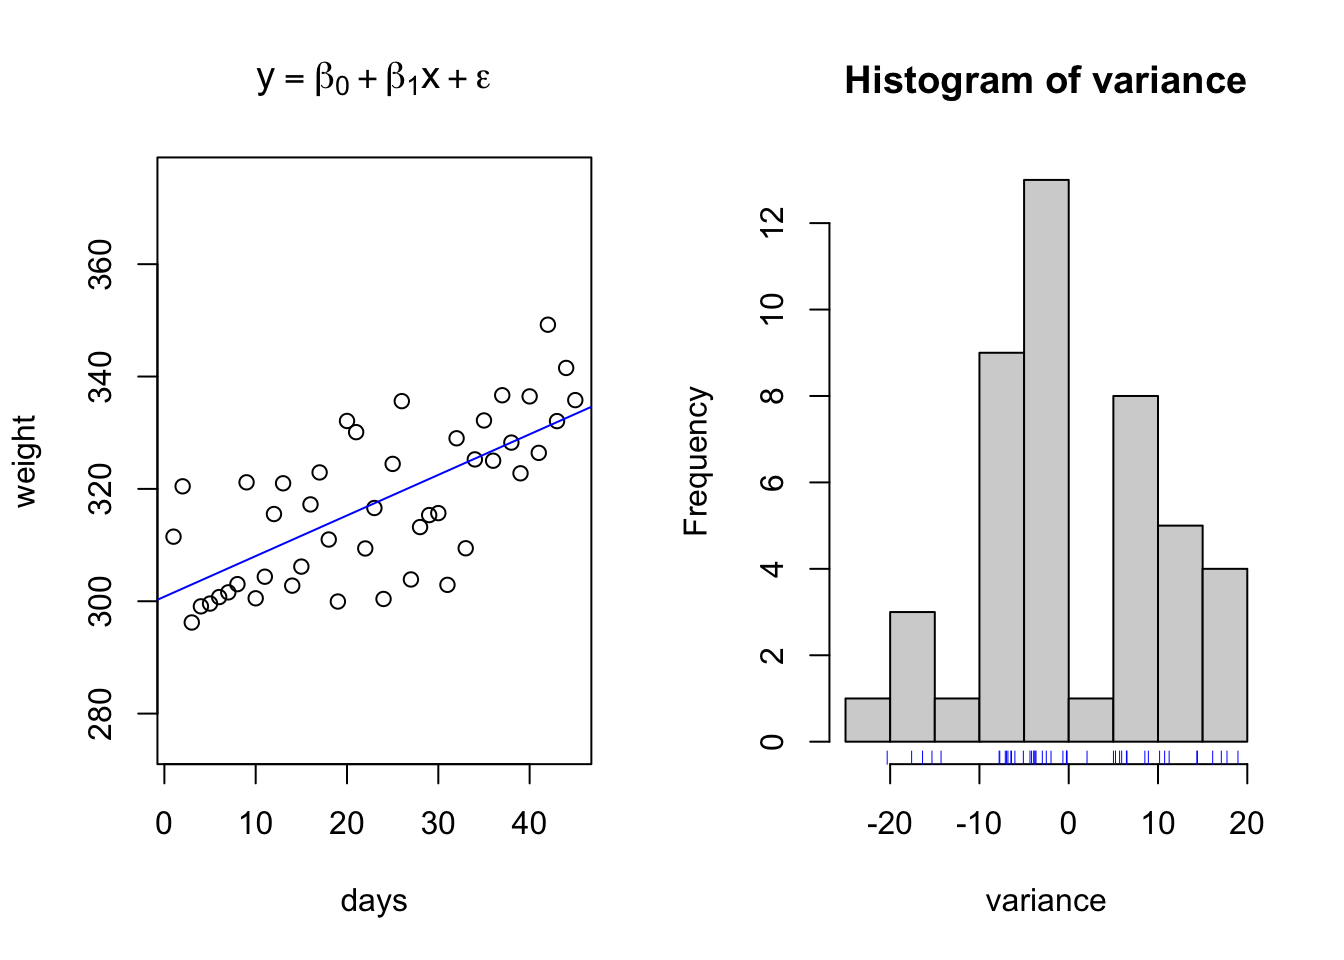 y = β₀ + β₁x + ε
weight
360
340
320
300
280
0 10 20 30 40
days
Histogram of variance
Frequency
12
10
8
6
4
2
0
-20 -10 0 10 20
variance